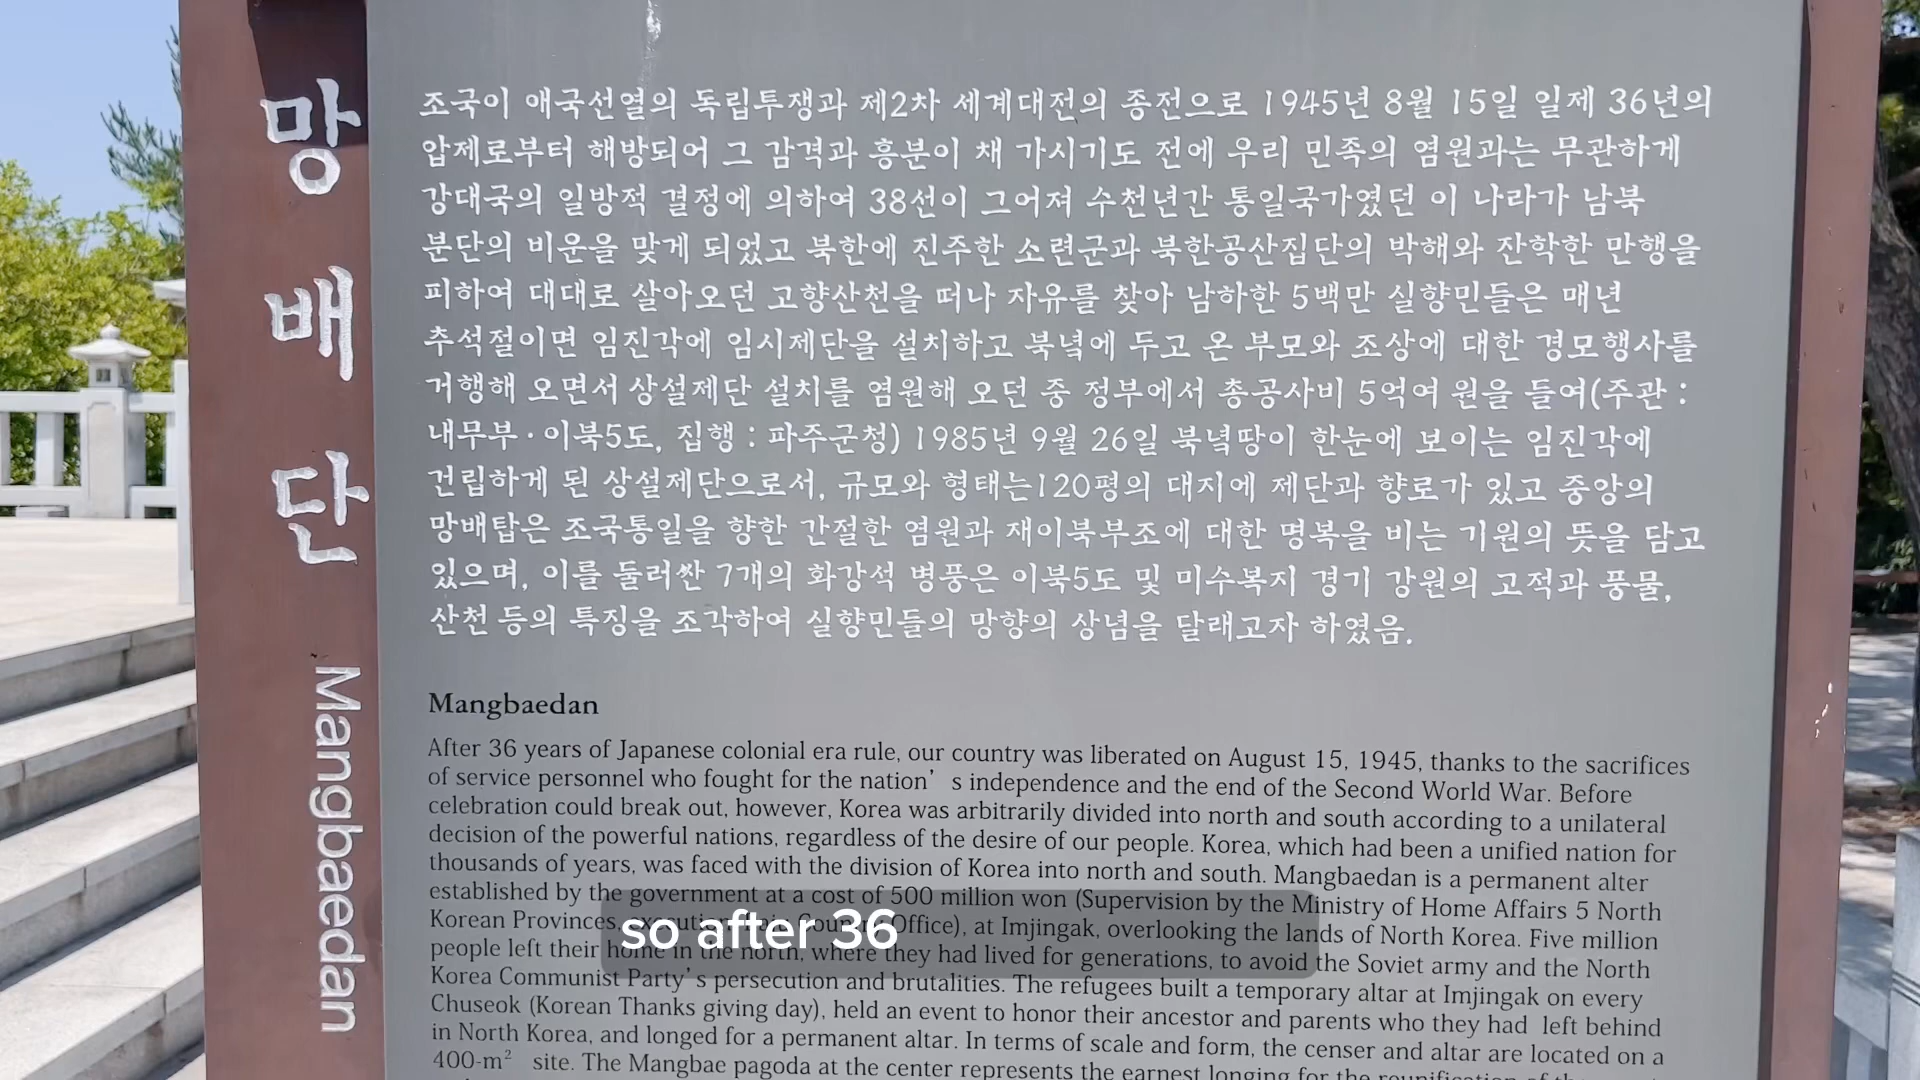 망배단
Mangbaedan
조국이 애국선열의 독립투쟁과 제2차 세계대전의 종전으로 1945년 8월 15일 일제 36년의
압제로부터 해방되어 그 감격과 흥분이 채 가시기도 전에 우리 민족의 염원과는 무관하게
강대국의 일방적 결정에 의하여 38선이 그어져 수천년간 통일국가였던 이 나라가 남북
분단의 비운을 맞게 되었고 북한에 진주한 소련군과 북한공산집단의 박해와 잔학한 만행을
피하여 대대로 살아오던 고향산천을 떠나 자유를 찾아 남하한 5백만 실향민들은 매년
추석절이면 임진각에 임시제단을 설치하고 북녘에 두고 온 부모와 조상에 대한 경모행사를
거행해 오면서 상설제단 설치를 염원해 오던 중 정부에서 총공사비 5억여 원을 들여(주관 :
내무부 · 이북5도, 집행 : 파주군청) 1985년 9월 26일 북녘땅이 한눈에 보이는 임진각에
건립하게 된 상설제단으로서, 규모와 형태는120평의 대지에 제단과 향로가 있고 중앙의
망배탑은 조국통일을 향한 간절한 염원과 재이북부조에 대한 명복을 비는 기원의 뜻을 담고
있으며, 이를 둘러싼 7개의 화강석 병풍은 이북5도 및 미수복지 경기 강원의 고적과 풍물,
산천 등의 특징을 조각하여 실향민들의 망향의 상념을 달래고자 하였음.
Mangbaedan
After 36 years of Japanese colonial era rule, our country was liberated on August 15, 1945, thanks to the sacrifices
of service personnel who fought for the nation's independence and the end of the Second World War. Before
celebration could break out, however, Korea was arbitrarily divided into north and south according to a unilateral
decision of the powerful nations, regardless of the desire of our people. Korea, which had been a unified nation for
thousands of years, was faced with the division of Korea into north and south. Mangbaedan is a permanent alter
established by the government at a cost of 500 million won (Supervision by the Ministry of Home Affairs 5 North
Korean Provinces, Office), at Imjingak, overlooking the lands of North Korea. Five million
people left their home in the north, where they had lived for generations, to avoid the Soviet army and the North
Korea Communist Party's persecution and brutalities. The refugees built a temporary altar at Imjingak on every
Chuseok (Korean Thanks giving day), held an event to honor their ancestor and parents who they had left behind
in North Korea, and longed for a permanent altar. In terms of scale and form, the censer and altar are located on a
400-m² site. The Mangbae pagoda at the center represents the earnest longing for the reunification of
so after 36